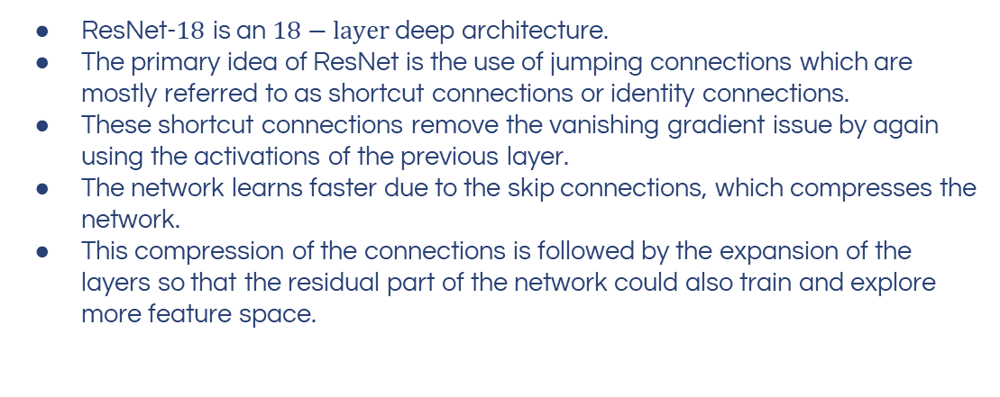 ● ResNet-18 is an 18 – layer deep architecture.
● The primary idea of ResNet is the use of jumping connections which are
mostly referred to as shortcut connections or identity connections.
● These shortcut connections remove the vanishing gradient issue by again
using the activations of the previous layer.
● The network learns faster due to the skip connections, which compresses the
network.
● This compression of the connections is followed by the expansion of the
layers so that the residual part of the network could also train and explore
more feature space.